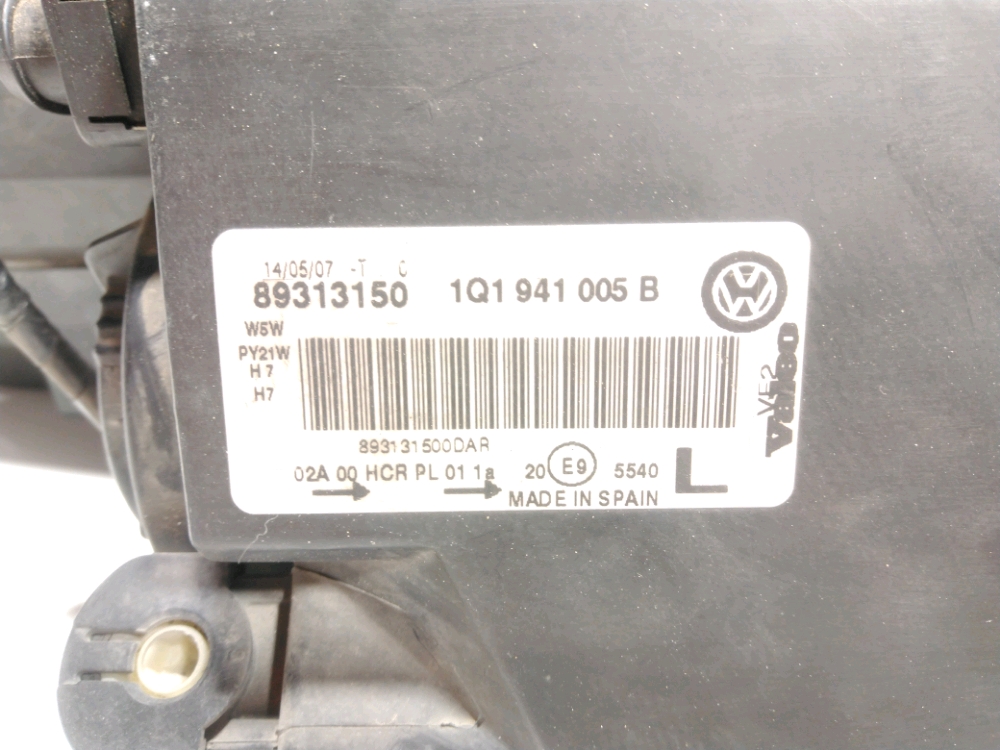 14/05/07 -T 0
89313150 1Q1 941 005 B
W5W
PY21W
H7
H7
VE2
893131500DAR
02A 00 HCR PL 01 1a 20 E9 5540 L
MADE IN SPAIN